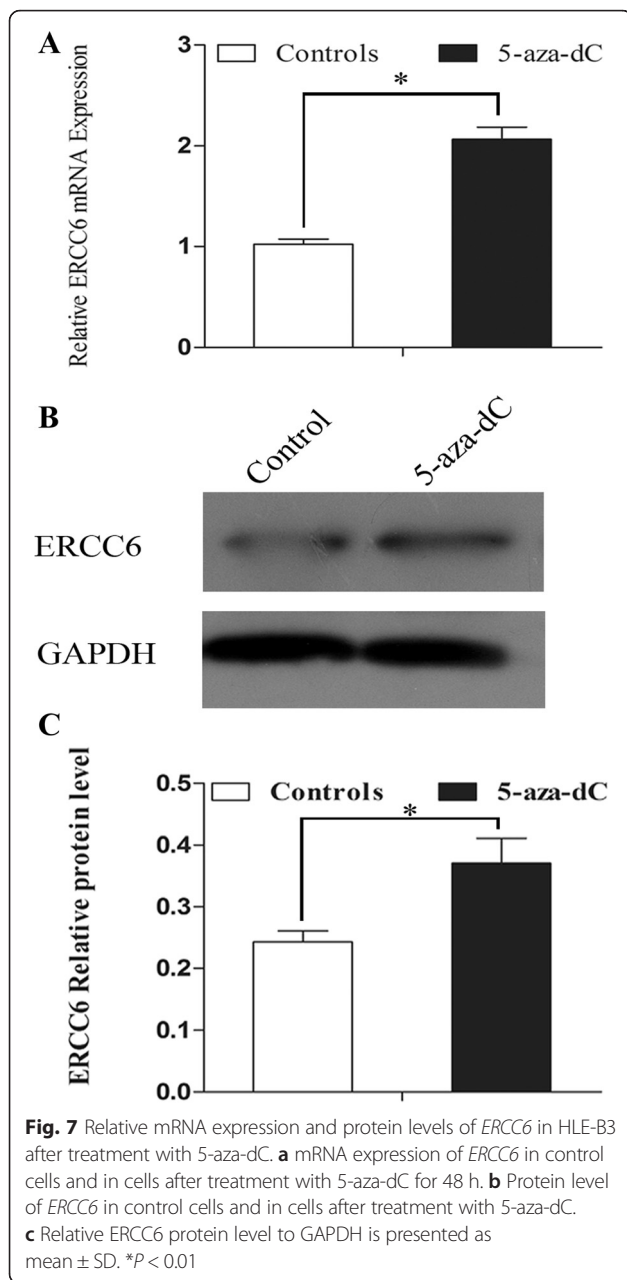 A
Controls 5-aza-dC
Relative ERCC6 mRNA Expression
3
2
1
0
*
B
Control 5-aza-dC
ERCC6
GAPDH
C
Controls 5-aza-dC
ERCC6 Relative protein level
0.5
0.4
0.3
0.2
0.1
0.0
*
Fig. 7 Relative mRNA expression and protein levels of ERCC6 in HLE-B3
after treatment with 5-aza-dC. a mRNA expression of ERCC6 in control
cells and in cells after treatment with 5-aza-dC for 48 h. b Protein level
of ERCC6 in control cells and in cells after treatment with 5-aza-dC.
c Relative ERCC6 protein level to GAPDH is presented as
mean ± SD. *P < 0.01